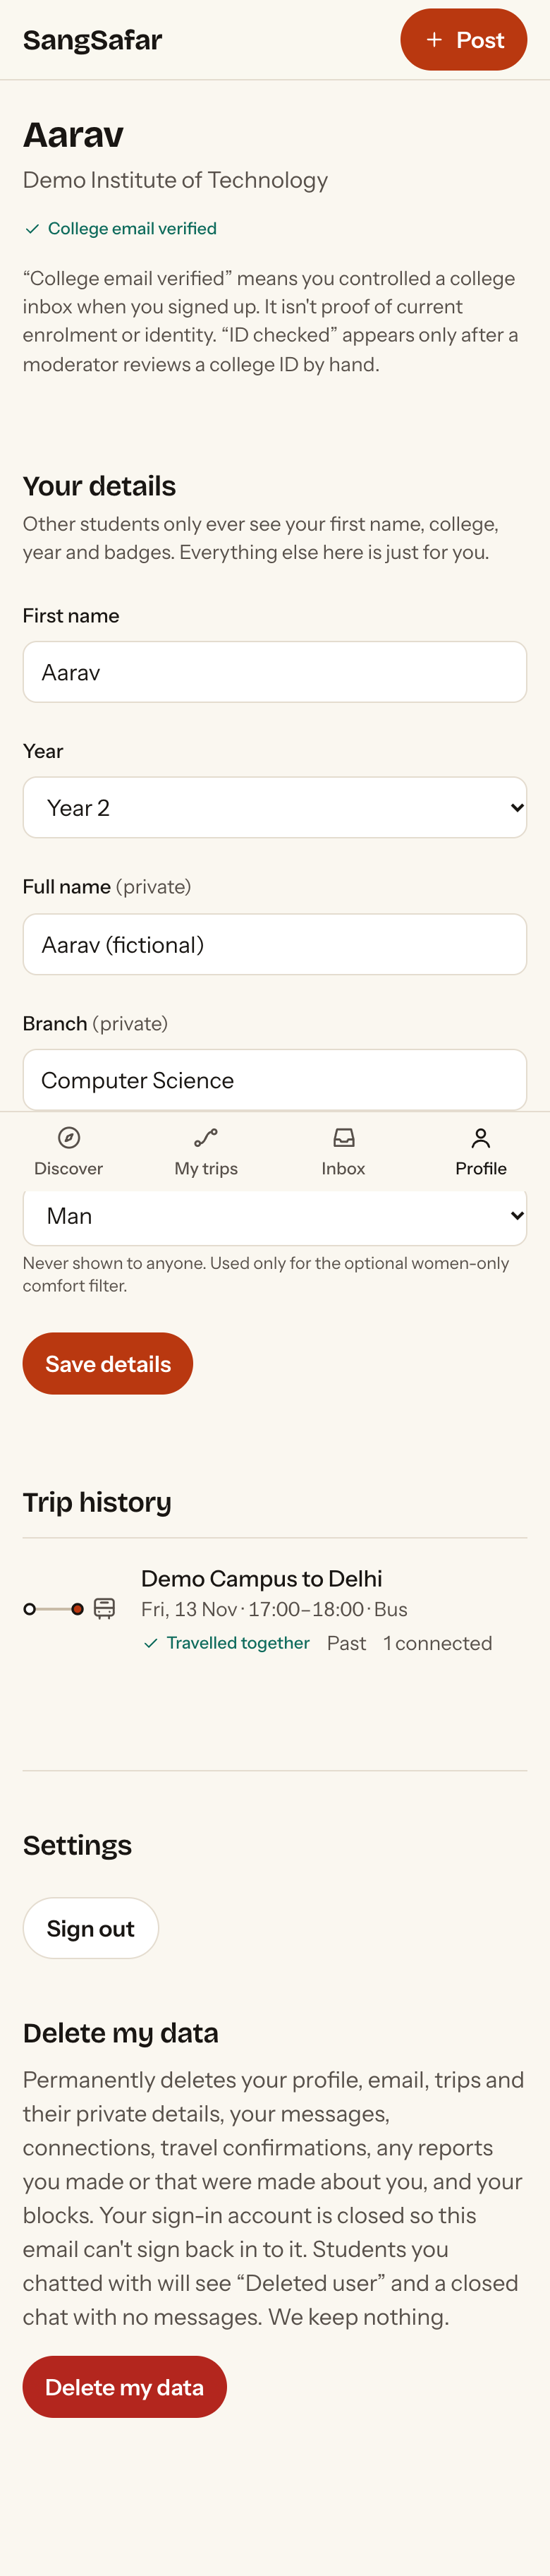 SangSafar
+ Post
Aarav
Demo Institute of Technology
✓ College email verified
“College email verified” means you controlled a college
inbox when you signed up. It isn't proof of current
enrolment or identity. “ID checked” appears only after a
moderator reviews a college ID by hand.
Your details
Other students only ever see your first name, college,
year and badges. Everything else here is just for you.
First name
Aarav
Year
Year 2
Full name (private)
Aarav (fictional)
Branch (private)
Computer Science
Discover My trips Inbox Profile
Man
Never shown to anyone. Used only for the optional women-only
comfort filter.
Save details
Trip history
Demo Campus to Delhi
Fri, 13 Nov · 17:00–18:00 · Bus
✓ Travelled together Past 1 connected
Settings
Sign out
Delete my data
Permanently deletes your profile, email, trips and
their private details, your messages,
connections, travel confirmations, any reports
you made or that were made about you, and your
blocks. Your sign-in account is closed so this
email can't sign back in to it. Students you
chatted with will see “Deleted user” and a closed
chat with no messages. We keep nothing.
Delete my data